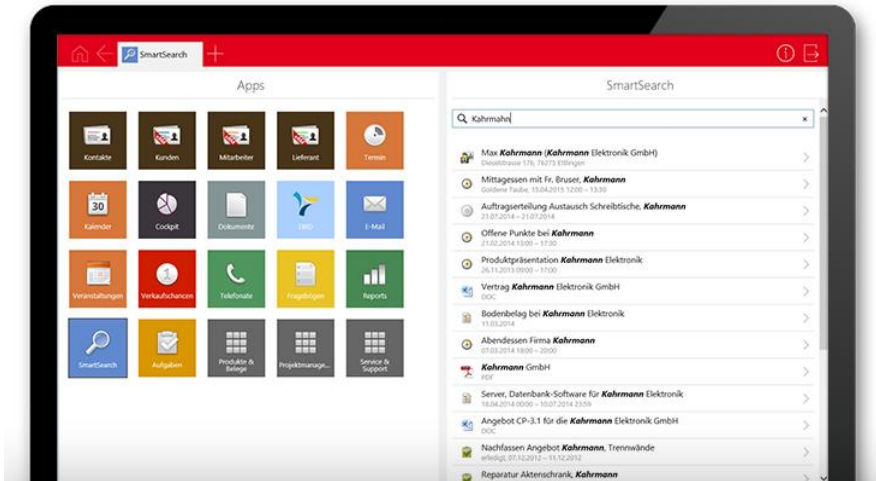 SmartSearch
Apps
Kontakte
Kunden
Mitarbeiter
Lieferant
Termin
30
Kalender
Cockpit
Dokumente
EBID
E-Mail
Veranstaltungen
1
Verkaufschancen
Telefonate
Fragebögen
Reports
SmartSearch
Aufgaben
Produkte &
Belege
Projektmanage...
Service &
Support
SmartSearch
Kahrmahn
Max Kahrmann (Kahrmann Elektronik GmbH)
Dieselstrasse 176, 76275 Ettlingen
Mittagessen mit Fr. Bruser, Kahrmann
Goldene Taube, 15.04.2015 12:00 – 13:30
Auftragserteilung Austausch Schreibtische, Kahrmann
21.07.2014 – 21.07.2014
Offene Punkte bei Kahrmann
21.02.2014 13:00 – 17:30
Produktpräsentation Kahrmann Elektronik
26.11.2013 09:00 – 17:00
Vertrag Kahrmann Elektronik GmbH
DOC
Bodenbelag bei Kahrmann Elektronik
11.03.2014
Abendessen Firma Kahrmann
07.03.2014 18:00 – 20:00
Kahrmann GmbH
PDF
Server, Datenbank-Software für Kahrmann Elektronik
18.04.2014 00:00 – 10.07.2014 23:59
Angebot CP-3.1 für die Kahrmann Elektronik GmbH
DOC
Nachfassen Angebot Kahrmann, Trennwände
erledigt, 07.12.2012 – 11.12.2012
Reparatur Aktenschrank, Kahrmann